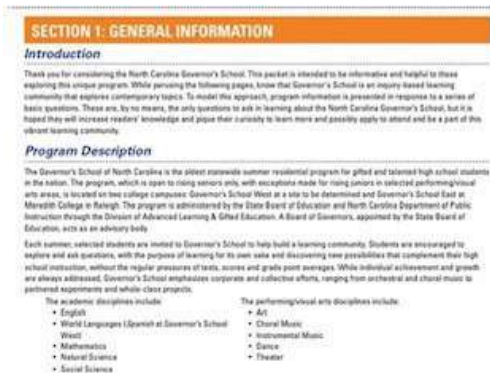 SECTION 1: GENERAL INFORMATION
Introduction
Thank you for considering the North Carolina Governor's School. This packet is intended to be informative and helpful to those
exploring this unique program. While perusing the following pages, know that Governor's School is an inquiry-based learning
community that explores contemporary topics. To model this approach, program information is presented in response to a series of
basic questions. These are, by no means, the only questions to ask in learning about the North Carolina Governor's School, but it is
hoped they will increase readers' knowledge and pique their curiosity to learn more and possibly apply to attend and be a part of this
vibrant learning community.
Program Description
The Governor's School of North Carolina is the oldest statewide summer residential program for gifted and talented high school students
in the nation. The program, which is open to rising seniors only, with exceptions made for rising juniors in selected performing/visual
arts areas, is located on two college campuses: Governor's School West at a site to be determined and Governor's School East at
Meredith College in Raleigh. The program is administered by the State Board of Education and North Carolina Department of Public
Instruction through the Division of Advanced Learning & Gifted Education. A Board of Governors, appointed by the State Board of
Education, acts as an advisory body.
Each summer, selected students are invited to Governor's School to help build a learning community. Students are encouraged to
explore and ask questions, with the purpose of learning for its own sake and discovering new possibilities that complement their high
school instruction, without the regular pressures of tests, scores and grade point averages. While individual achievement and growth
are always addressed, Governor's School emphasizes corporate and collective efforts, ranging from orchestral and choral music to
partnered experiments and whole-class projects.
The academic disciplines include:
• English
• World Languages (Spanish at Governor's School
West)
• Mathematics
• Natural Science
• Social Science
The performing/visual arts disciplines include:
• Art
• Choral Music
• Instrumental Music
• Dance
• Theater